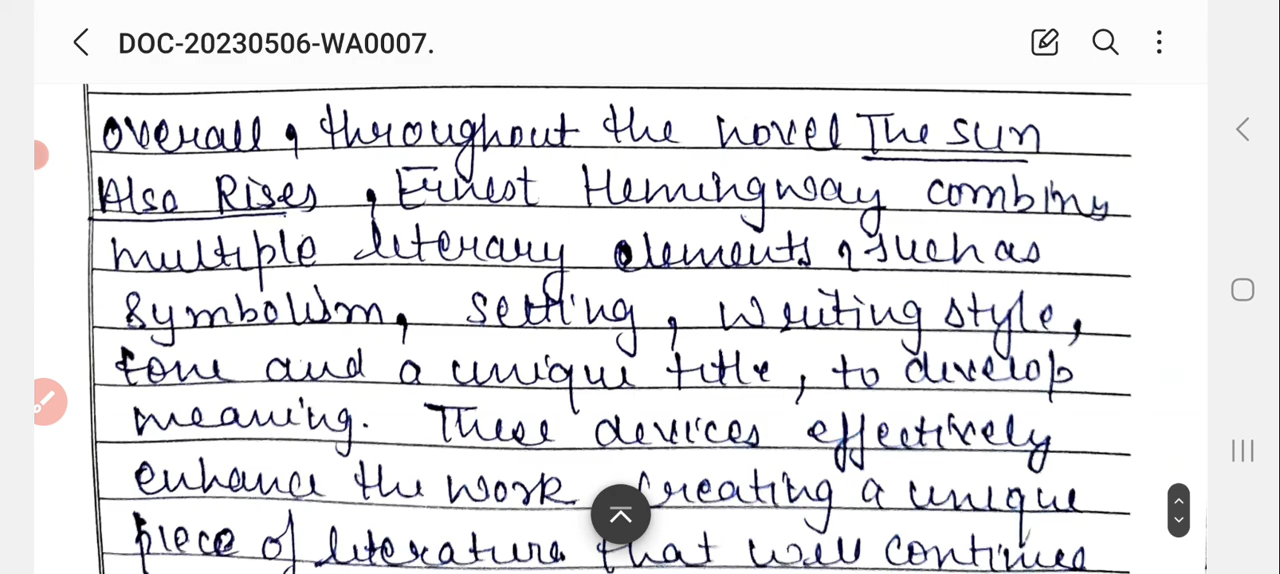 DOC-20230506-WA0007.
overall, throughout the novel The sun
Also Rises, Ernest Hemingway combins
multiple literary elements, such as
symbolism, setting, writing style,
tone and a unique title, to develop
meaning. These devices effectively
enhance the work creating a unique
piece of literature that will continue